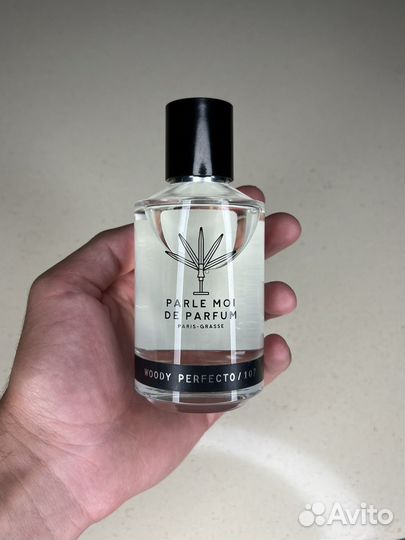 PARLE MOI
DE PARFUM
PARIS-GRASSE
WOODY PERFECTO/107
Avito